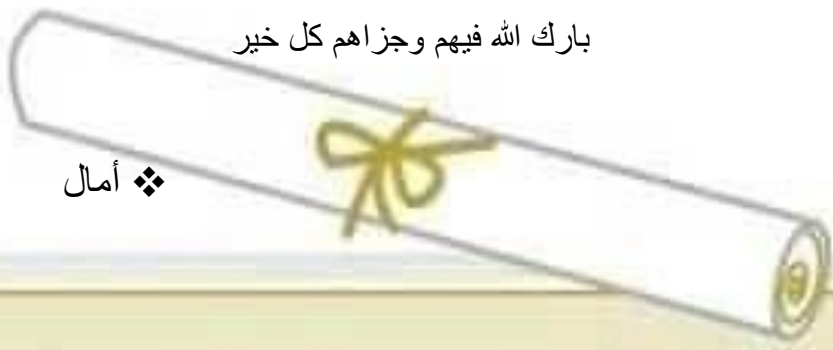 بارك الله فيهم وجزاهم كل خير
❖ أمال